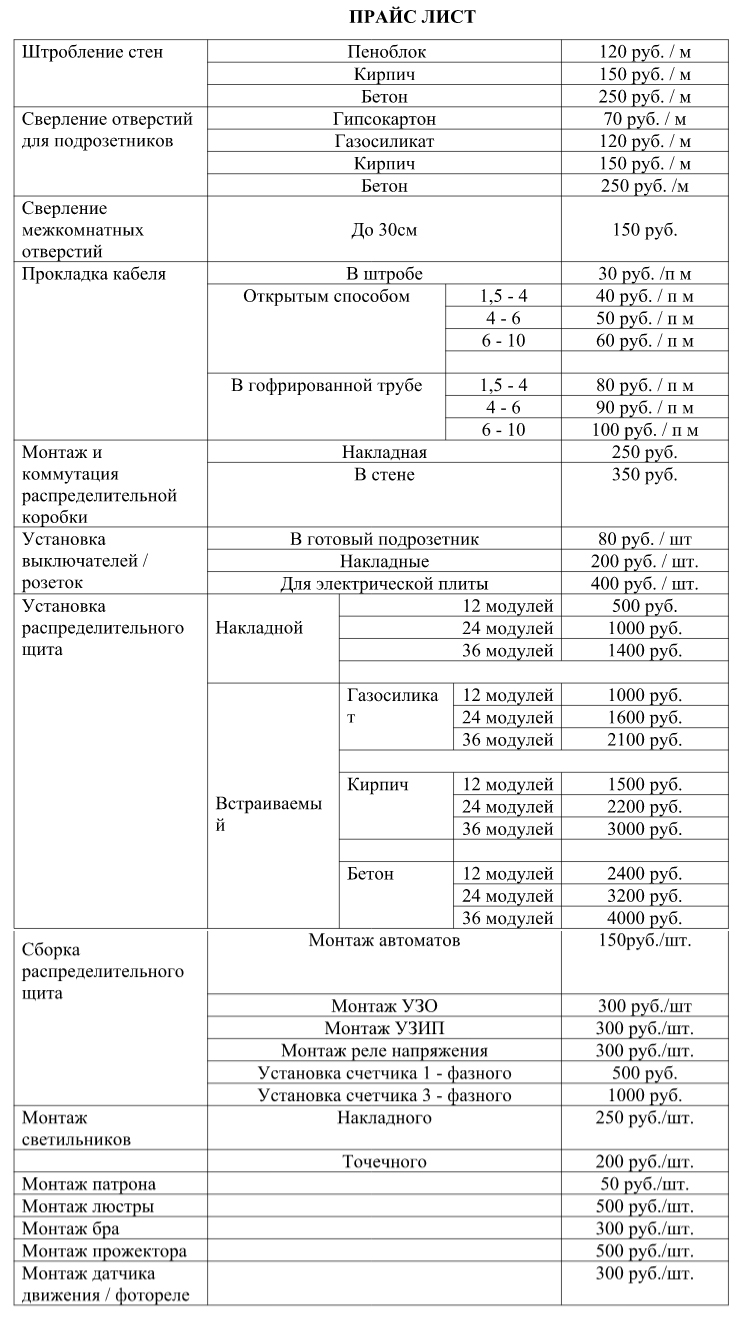 ПРАЙС ЛИСТ
Штробление стен Пеноблок 120 руб. / м
Кирпич 150 руб. / м
Бетон 250 руб. / м
Сверление отверстий Гипсокартон 70 руб. / м
для подрозетников Газосиликат 120 руб. / м
Кирпич 150 руб. / м
Бетон 250 руб. /м
Сверление
межкомнатных До 30см 150 руб.
отверстий
Прокладка кабеля В штробе 30 руб. /п м
Открытым способом 1,5 - 4 40 руб. / п м
4 - 6 50 руб. / п м
6 - 10 60 руб. / п м
В гофрированной трубе 1,5 - 4 80 руб. / п м
4 - 6 90 руб. / п м
6 - 10 100 руб. / п м
Монтаж и Накладная 250 руб.
коммутация В стене 350 руб.
распределительной
коробки
Установка В готовый подрозетник 80 руб. / шт
выключателей / Накладные 200 руб. / шт.
розеток Для электрической плиты 400 руб. / шт.
Установка 12 модулей 500 руб.
распределительного Накладной 24 модулей 1000 руб.
щита 36 модулей 1400 руб.
Газосилика 12 модулей 1000 руб.
т 24 модулей 1600 руб.
36 модулей 2100 руб.
Кирпич 12 модулей 1500 руб.
Встраиваемы 24 модулей 2200 руб.
й 36 модулей 3000 руб.
Бетон 12 модулей 2400 руб.
24 модулей 3200 руб.
36 модулей 4000 руб.
Сборка Монтаж автоматов 150руб./шт.
распределительного
щита
Монтаж УЗО 300 руб./шт
Монтаж УЗИП 300 руб./шт.
Монтаж реле напряжения 300 руб./шт.
Установка счетчика 1 - фазного 500 руб.
Установка счетчика 3 - фазного 1000 руб.
Монтаж Накладного 250 руб./шт.
светильников
Точечного 200 руб./шт.
Монтаж патрона 50 руб./шт.
Монтаж люстры 500 руб./шт.
Монтаж бра 300 руб./шт.
Монтаж прожектора 500 руб./шт.
Монтаж датчика 300 руб./шт.
движения / фотореле